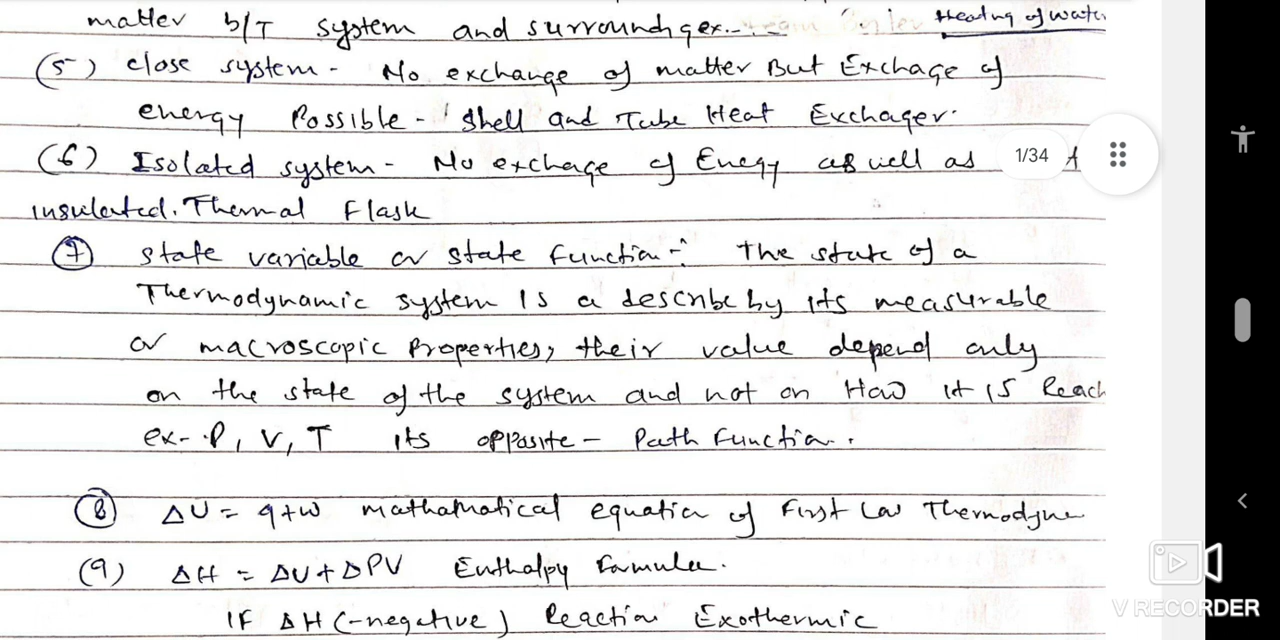 matter b/T system and surroundg ex.- Heating of water
(5) close system - No exchange of matter But Exchage of
energy Possible - Shell and Tube Heat Exchager.
(6) Isolated system - No exchage of Enegy as well as
1/34
insulated. Thermal Flask
(7) state variable or state function -: The state of a
Thermodynamic system is a describe by its measurable
or macroscopic Properties, their value depend only
on the state of the system and not on How it is Reach
ex- P, V, T its opposite - Path Function.
(8) ΔU = q+w mathamatical equation of First Law Thermodyne
(9) ΔH = ΔU + ΔPV Enthalpy Formula.
IF ΔH (-negative) Reaction Exothermic
V RECORDER